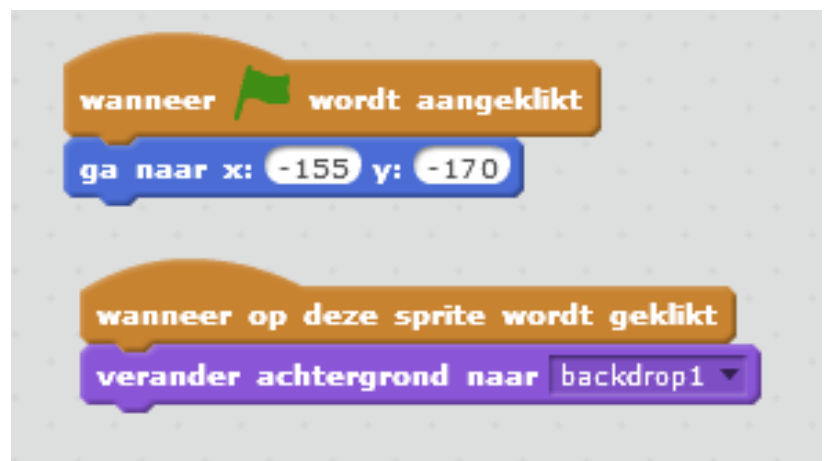 wanneer wordt aangeklikt
ga naar x: -155 y: -170
wanneer op deze sprite wordt geklikt
verander achtergrond naar backdrop1